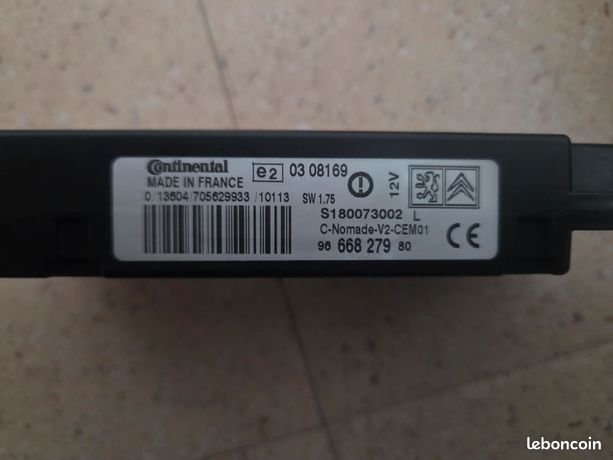 Continental e2 03 08169
MADE IN FRANCE 12V
0 13604/705629933 /10113 SW 1.75
S180073002 L
C-Nomade-V2-CEM01
96 668 279 80 CE
leboncoin